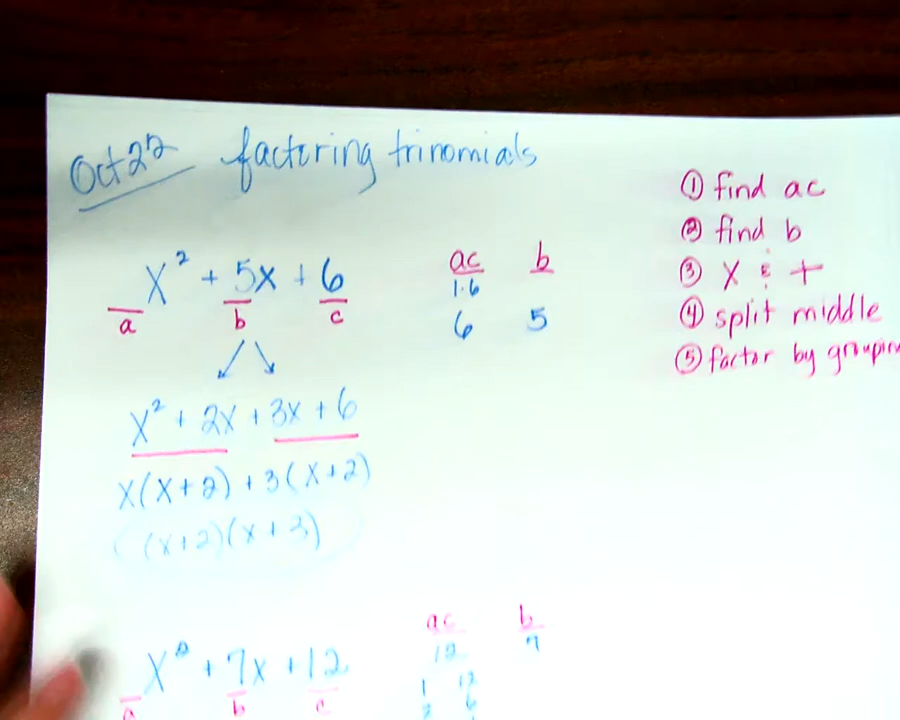 Oct 22 factoring trinomials
① find ac
② find b
③ X & +
④ split middle
⑤ factor by
x² + 5x + 6
a b c
ac b
1·6
6 5
x² + 2x + 3x + 6
x(x+2) + 3(x+2)
(x+2)(x+3)
ac b
12 7
x² + 7x + 12
a b c
1 12
2 6